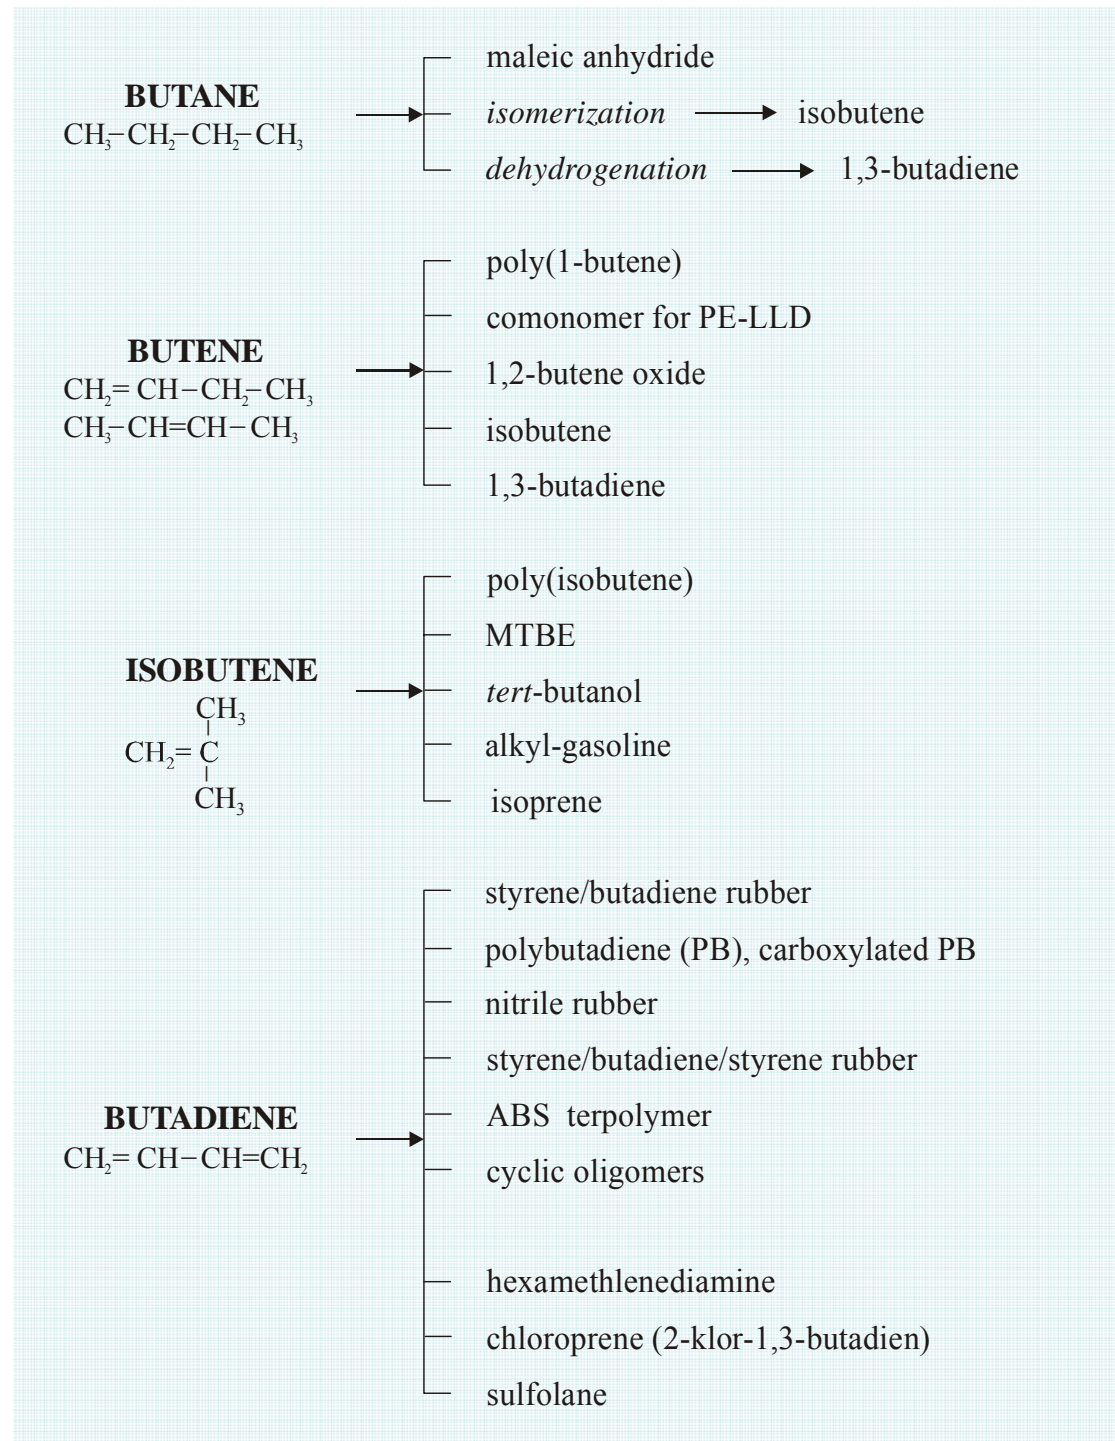 BUTANE
CH₃−CH₂−CH₂−CH₃
maleic anhydride
isomerization → isobutene
dehydrogenation → 1,3-butadiene
BUTENE
CH₂=CH−CH₂−CH₃
CH₃−CH=CH−CH₃
poly(1-butene)
comonomer for PE-LLD
1,2-butene oxide
isobutene
1,3-butadiene
ISOBUTENE
CH₃
CH₂=C
CH₃
poly(isobutene)
MTBE
tert-butanol
alkyl-gasoline
isoprene
BUTADIENE
CH₂=CH−CH=CH₂
styrene/butadiene rubber
polybutadiene (PB), carboxylated PB
nitrile rubber
styrene/butadiene/styrene rubber
ABS terpolymer
cyclic oligomers
hexamethlenediamine
chloroprene (2-klor-1,3-butadien)
sulfolane